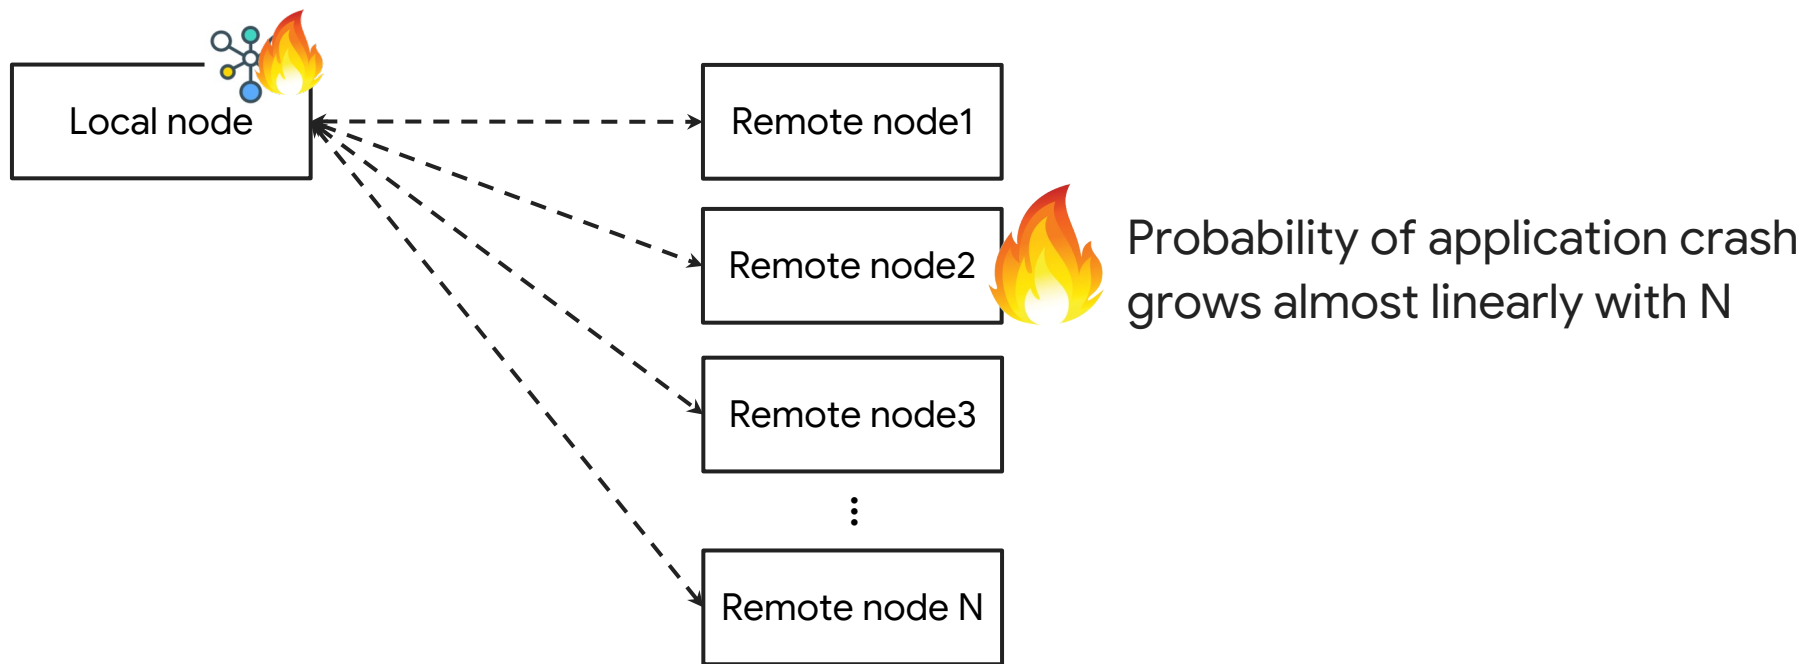 Local node
Remote node1
Remote node2
Probability of application crash
grows almost linearly with N
Remote node3
⋮
Remote node N